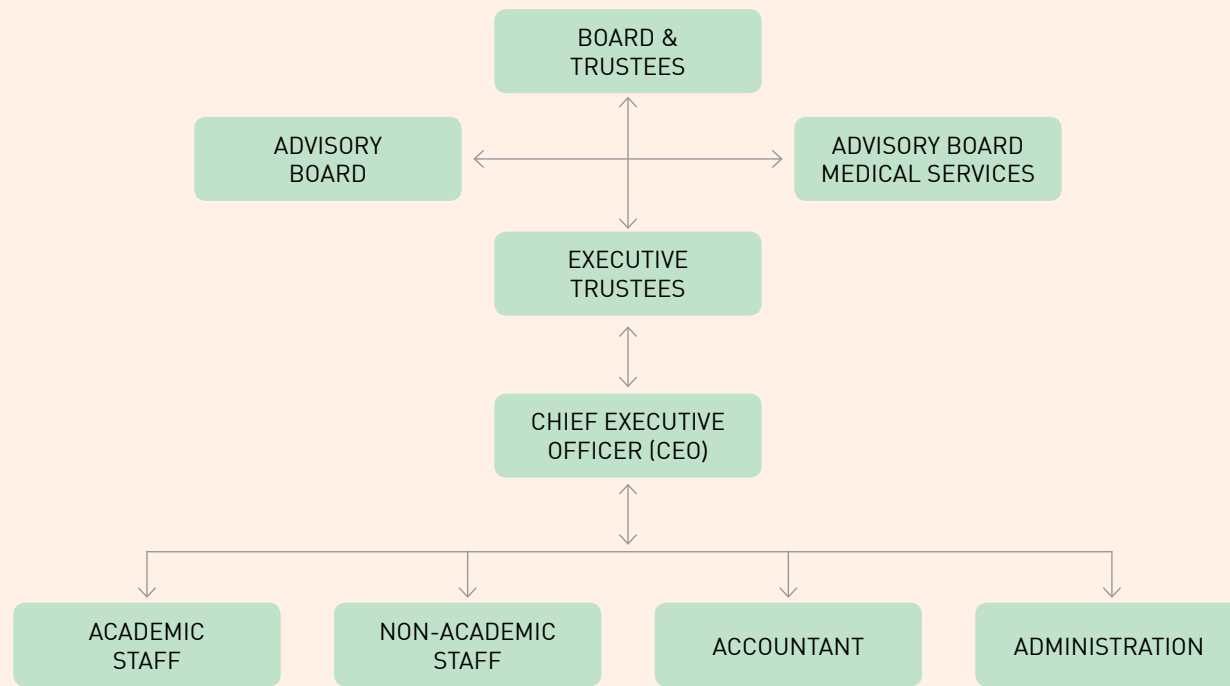 BOARD &
TRUSTEES
ADVISORY
BOARD
ADVISORY BOARD
MEDICAL SERVICES
EXECUTIVE
TRUSTEES
CHIEF EXECUTIVE
OFFICER (CEO)
ACADEMIC
STAFF
NON-ACADEMIC
STAFF
ACCOUNTANT
ADMINISTRATION